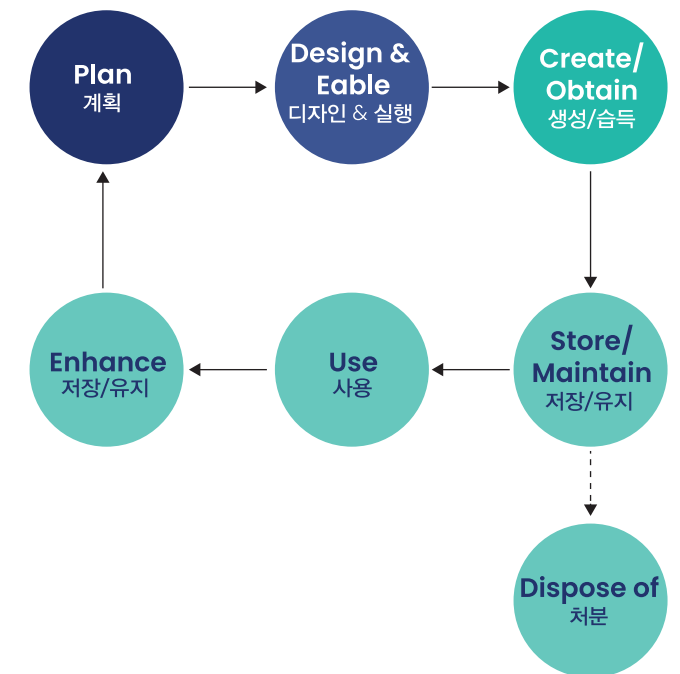 Plan
계획
Design &
Eable
디자인 & 실행
Create/
Obtain
생성/습득
Enhance
저장/유지
Use
사용
Store/
Maintain
저장/유지
Dispose of
처분